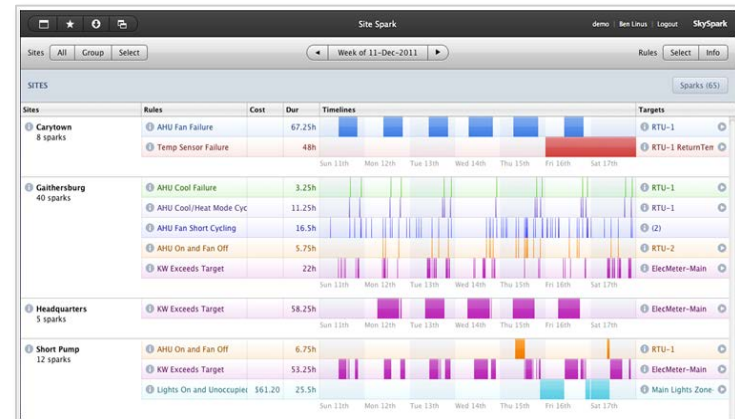 Site Spark
demo | Ben Linus | Logout SkySpark
Sites All Group Select
Week of 11-Dec-2011
Rules Select Info
SITES
Sparks (65)
Sites Rules Cost Dur Timelines Targets
Carytown AHU Fan Failure 67.25h RTU-1
8 sparks
Temp Sensor Failure 48h RTU-1 ReturnTem
Sun 11th Mon 12th Tue 13th Wed 14th Thu 15th Fri 16th Sat 17th
Gaithersburg AHU Cool Failure 3.25h RTU-1
40 sparks
AHU Cool/Heat Mode Cyc 11.25h RTU-1
AHU Fan Short Cycling 16.5h (2)
AHU On and Fan Off 5.75h RTU-2
KW Exceeds Target 22h ElecMeter-Main
Sun 11th Mon 12th Tue 13th Wed 14th Thu 15th Fri 16th Sat 17th
Headquarters KW Exceeds Target 58.25h ElecMeter-Main
5 sparks
Sun 11th Mon 12th Tue 13th Wed 14th Thu 15th Fri 16th Sat 17th
Short Pump AHU On and Fan Off 6.75h RTU-1
12 sparks
KW Exceeds Target 53.25h ElecMeter-Main
Lights On and Unoccupied $61.20 25.5h Main Lights Zone-
Sun 11th Mon 12th Tue 13th Wed 14th Thu 15th Fri 16th Sat 17th